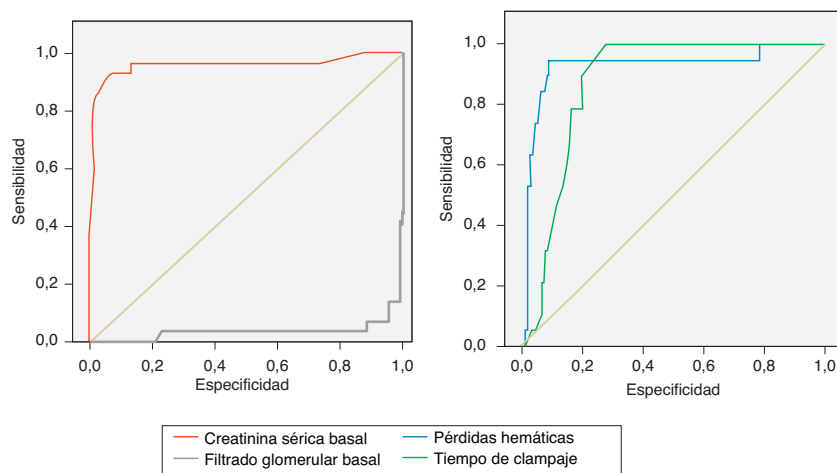 1,0
0,8
0,6
0,4
0,2
0,0
Sensibilidad
0,0 0,2 0,4 0,6 0,8 1,0
Especificidad
1,0
0,8
0,6
0,4
0,2
0,0
Sensibilidad
0,0 0,2 0,4 0,6 0,8 1,0
Especificidad
Creatinina sérica basal
Filtrado glomerular basal
Pérdidas hemáticas
Tiempo de clampaje